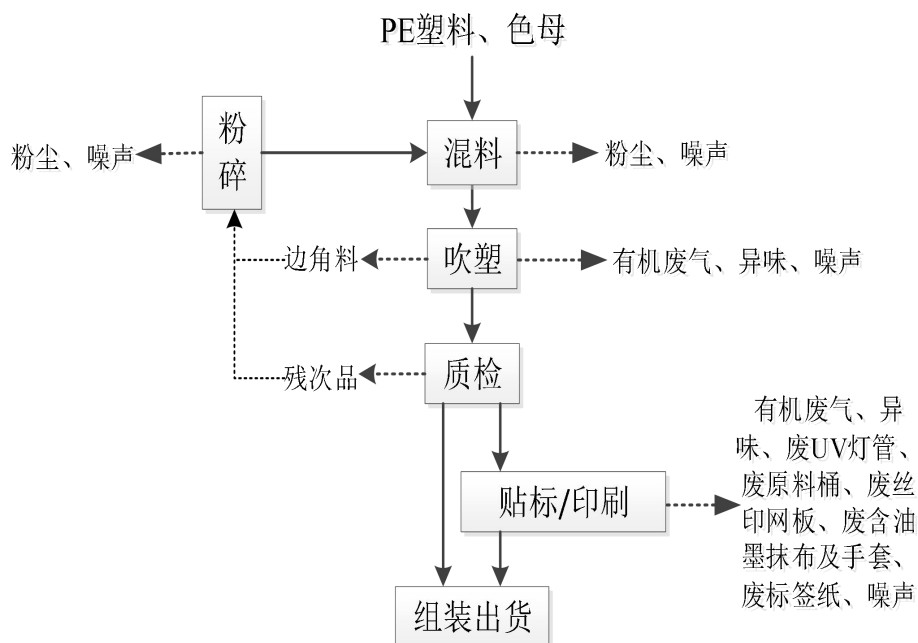 PE塑料、色母
粉碎
粉尘、噪声
混料
粉尘、噪声
边角料
吹塑
有机废气、异味、噪声
残次品
质检
有机废气、异
味、废UV灯管、
废原料桶、废丝
印网板、废含油
墨抹布及手套、
废标签纸、噪声
贴标/印刷
组装出货